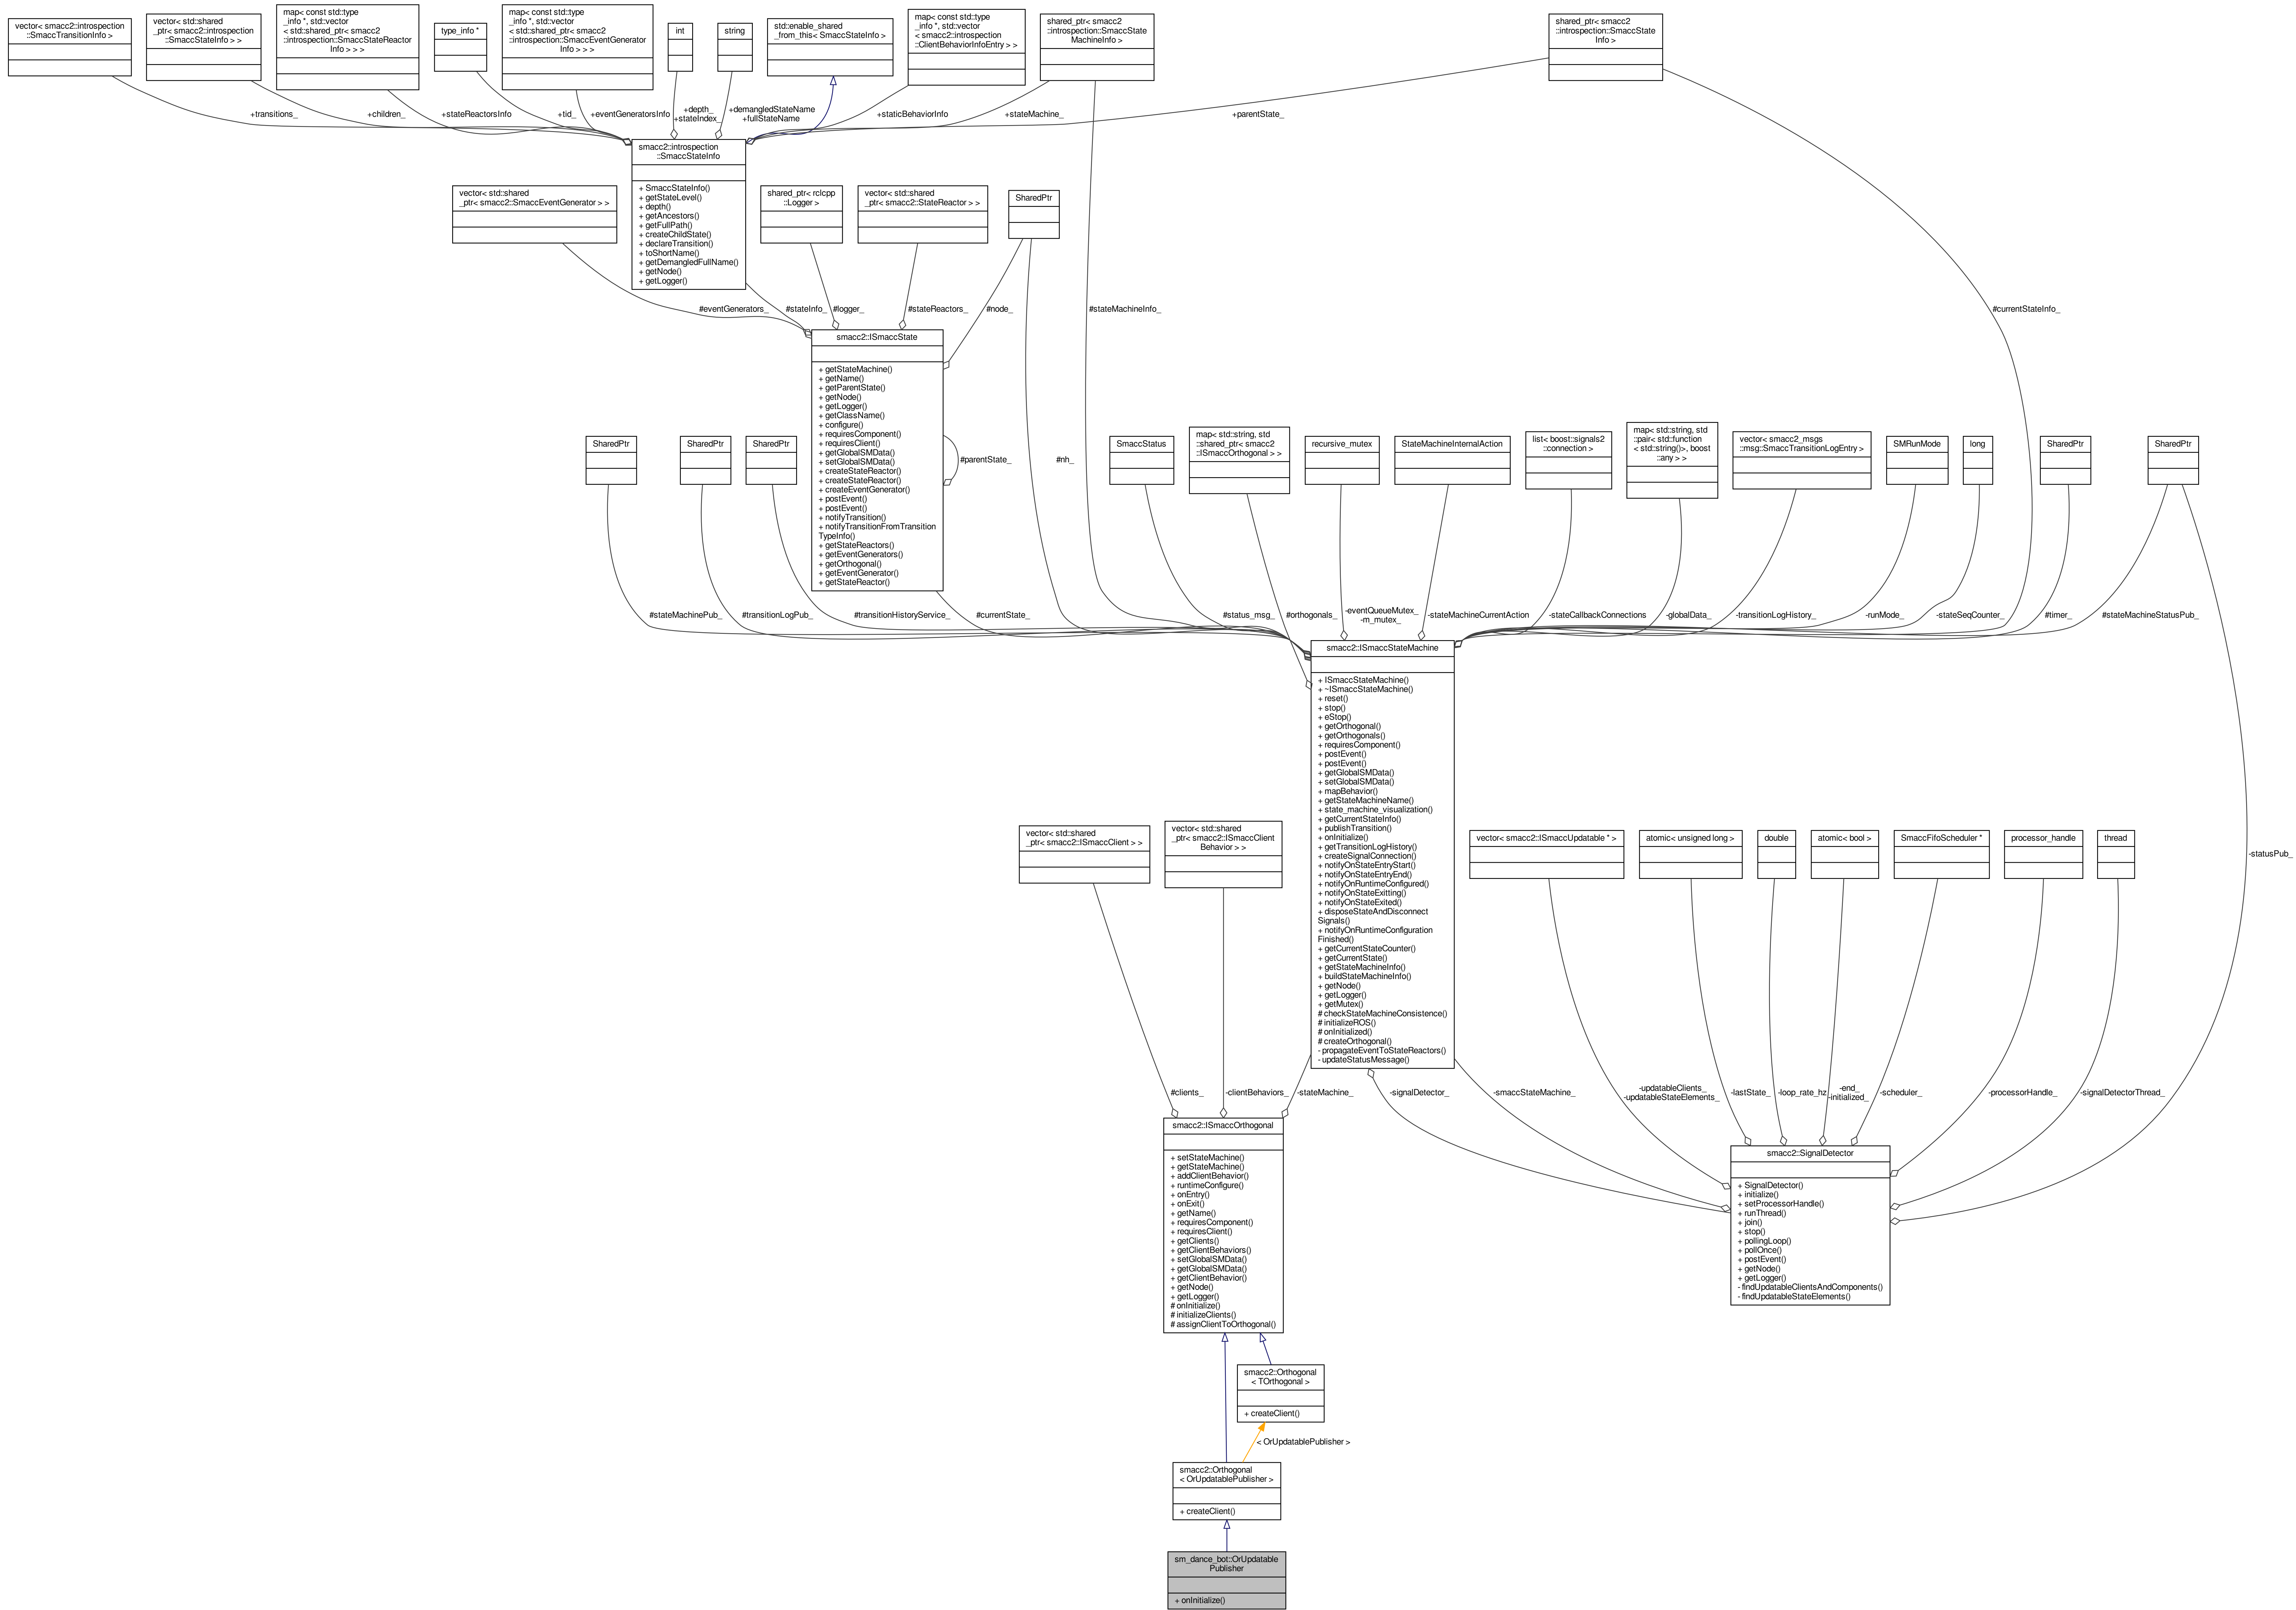 vector< smacc2::introspection
::SmaccTransitionInfo >
vector< std::shared
_ptr< smacc2::introspection
::SmaccStateInfo > >
map< const std::type
_info *, std::vector
< std::shared_ptr< smacc2
::introspection::SmaccStateReactor
Info > > >
type_info *
map< const std::type
_info *, std::vector
< std::shared_ptr< smacc2
::introspection::SmaccEventGenerator
Info > > >
int
string
std::enable_shared
_from_this< SmaccStateInfo >
map< const std::type
_info *, std::vector
< smacc2::introspection
::ClientBehaviorInfoEntry > >
shared_ptr< smacc2
::introspection::SmaccState
MachineInfo >
shared_ptr< smacc2
::introspection::SmaccState
Info >
+transitions_
+children_
+stateReactorsInfo
+tid_
+eventGeneratorsInfo
+depth_
+stateIndex_
+demangledStateName
+fullStateName
+staticBehaviorInfo
+stateMachine_
+parentState_
smacc2::introspection
::SmaccStateInfo
+ SmaccStateInfo()
+ getStateLevel()
+ depth()
+ getAncestors()
+ getFullPath()
+ createChildState()
+ declareTransition()
+ toShortName()
+ getDemangledFullName()
+ getNode()
+ getLogger()
vector< std::shared
_ptr< smacc2::SmaccEventGenerator > >
shared_ptr< rclcpp
::Logger >
vector< std::shared
_ptr< smacc2::StateReactor > >
SharedPtr
#eventGenerators_
#stateInfo_
#logger_
#stateReactors_
#node_
#stateMachineInfo_
#currentStateInfo_
smacc2::ISmaccState
+ getStateMachine()
+ getName()
+ getParentState()
+ getNode()
+ getLogger()
+ getClassName()
+ configure()
+ requiresComponent()
+ requiresClient()
+ getGlobalSMData()
+ setGlobalSMData()
+ createStateReactor()
+ createStateReactor()
+ createEventGenerator()
+ postEvent()
+ postEvent()
+ notifyTransition()
+ notifyTransitionFromTransition
TypeInfo()
+ getStateReactors()
+ getEventGenerators()
+ getOrthogonal()
+ getEventGenerator()
+ getStateReactor()
#parentState_
#nh_
SharedPtr
SharedPtr
SharedPtr
SmaccStatus
map< std::string, std
::shared_ptr< smacc2
::ISmaccOrthogonal > >
recursive_mutex
StateMachineInternalAction
list< boost::signals2
::connection >
map< std::string, std
::pair< std::function
< std::string()>, boost
::any > >
vector< smacc2_msgs
::msg::SmaccTransitionLogEntry >
SMRunMode
long
SharedPtr
SharedPtr
#stateMachinePub_
#transitionLogPub_
#transitionHistoryService_
#currentState_
#status_msg_
#orthogonals_
-eventQueueMutex_
-m_mutex_
-stateMachineCurrentAction
-stateCallbackConnections
-globalData_
-transitionLogHistory_
-runMode_
-stateSeqCounter_
#timer_
#stateMachineStatusPub_
smacc2::ISmaccStateMachine
+ ISmaccStateMachine()
+ ~ISmaccStateMachine()
+ reset()
+ stop()
+ eStop()
+ getOrthogonal()
+ getOrthogonals()
+ requiresComponent()
+ postEvent()
+ postEvent()
+ getGlobalSMData()
+ setGlobalSMData()
+ mapBehavior()
+ getStateMachineName()
+ state_machine_visualization()
+ getCurrentStateInfo()
+ publishTransition()
+ onInitialize()
+ getTransitionLogHistory()
+ createSignalConnection()
+ notifyOnStateEntryStart()
+ notifyOnStateEntryEnd()
+ notifyOnRuntimeConfigured()
+ notifyOnStateExitting()
+ notifyOnStateExited()
+ disposeStateAndDisconnect
Signals()
+ notifyOnRuntimeConfiguration
Finished()
+ getCurrentStateCounter()
+ getCurrentState()
+ getStateMachineInfo()
+ buildStateMachineInfo()
+ getNode()
+ getLogger()
+ getMutex()
# checkStateMachineConsistence()
# initializeROS()
# onInitialized()
# createOrthogonal()
- propagateEventToStateReactors()
- updateStatusMessage()
vector< std::shared
_ptr< smacc2::ISmaccClient > >
vector< std::shared
_ptr< smacc2::ISmaccClient
Behavior > >
vector< smacc2::ISmaccUpdatable * >
atomic< unsigned long >
double
atomic< bool >
SmaccFifoScheduler *
processor_handle
thread
-statusPub_
#clients_
-clientBehaviors_
-stateMachine_
-signalDetector_
-smaccStateMachine_
-updatableClients_
-updatableStateElements_
-lastState_
-loop_rate_hz
-end_
-initialized_
-scheduler_
-processorHandle_
-signalDetectorThread_
smacc2::ISmaccOrthogonal
+ setStateMachine()
+ getStateMachine()
+ addClientBehavior()
+ runtimeConfigure()
+ onEntry()
+ onExit()
+ getName()
+ requiresComponent()
+ requiresClient()
+ getClients()
+ getClientBehaviors()
+ setGlobalSMData()
+ getGlobalSMData()
+ getClientBehavior()
+ getNode()
+ getLogger()
# onInitialize()
# initializeClients()
# assignClientToOrthogonal()
smacc2::SignalDetector
+ SignalDetector()
+ initialize()
+ setProcessorHandle()
+ runThread()
+ join()
+ stop()
+ pollingLoop()
+ pollOnce()
+ postEvent()
+ getNode()
+ getLogger()
- findUpdatableClientsAndComponents()
- findUpdatableStateElements()
smacc2::Orthogonal
< TOrthogonal >
+ createClient()
< OrUpdatablePublisher >
smacc2::Orthogonal
< OrUpdatablePublisher >
+ createClient()
sm_dance_bot::OrUpdatable
Publisher
+ onInitialize()